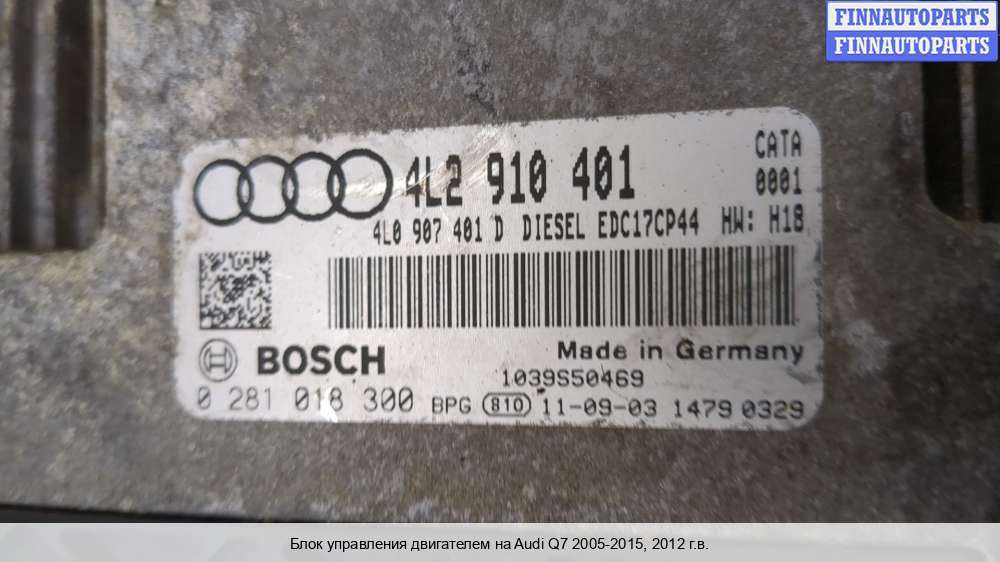 FINNAUTOPARTS
FINNAUTOPARTS
4L2 910 401
CATA
0001
4L0 907 401 D DIESEL EDC17CP44 HW: H18
BOSCH
Made in Germany
1039S50469
0 281 018 300 BPG 810 11-09-03 1479 0329
Блок управления двигателем на Audi Q7 2005-2015, 2012 г.в.